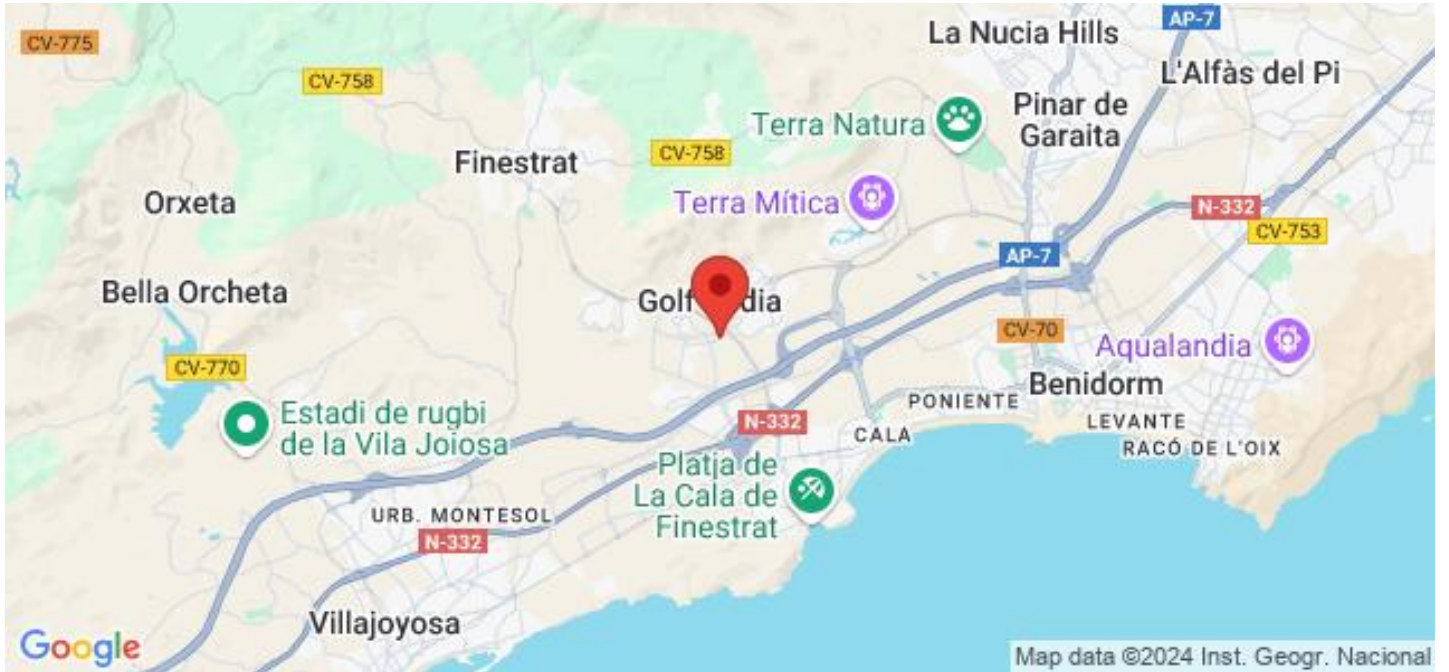 CV-775
CV-758
La Nucia Hills
AP-7
L'Alfàs del Pi
Terra Natura
Pinar de
Garaita
Finestrat
CV-758
Orxeta
Terra Mítica
N-332
CV-753
AP-7
Bella Orcheta
Golf
dia
CV-70
Aqualandia
CV-770
Benidorm
PONIENTE
Estadi de rugbi
de la Vila Joiosa
N-332
CALA
LEVANTE
RACÓ DE L'OIX
Platja de
La Cala de
Finestrat
URB. MONTESOL
N-332
Villajoyosa
Google
Map data ©2024 Inst. Geogr. Nacional